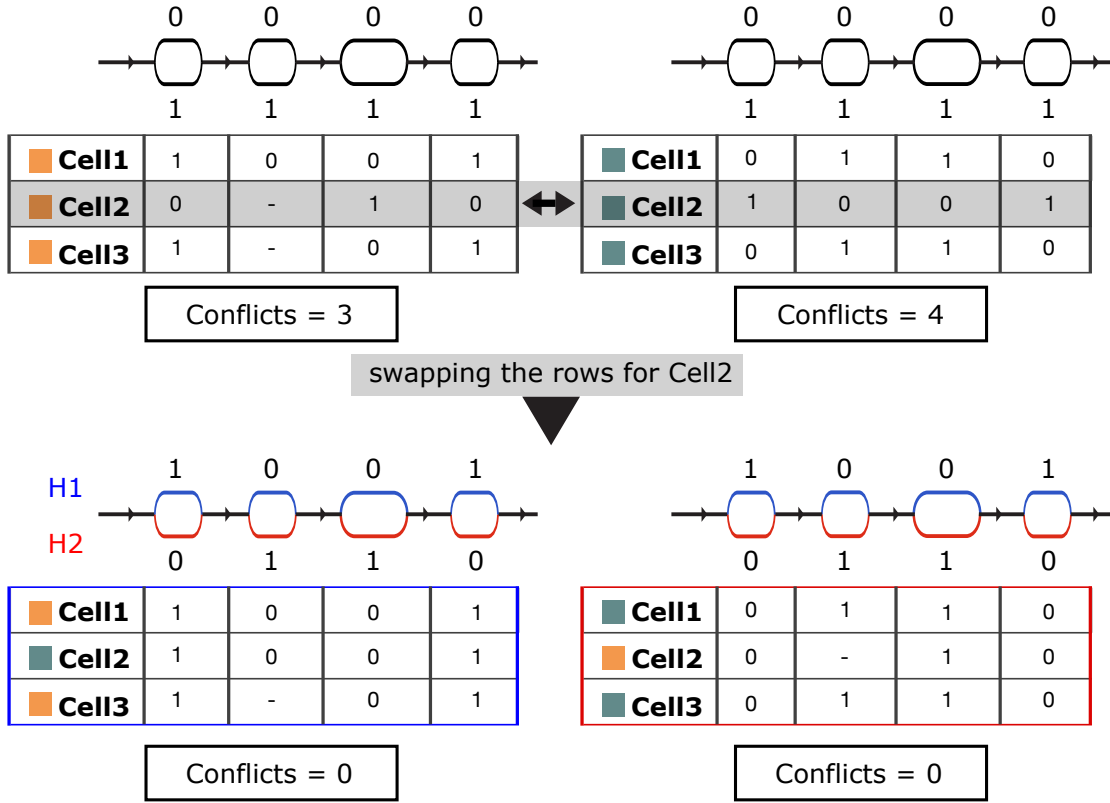 0 0 0 0 0 0 0 0
1 1 1 1 1 1 1 1
Cell1 1 0 0 1 Cell1 0 1 1 0
Cell2 0 - 1 0 Cell2 1 0 0 1
Cell3 1 - 0 1 Cell3 0 1 1 0
Conflicts = 3 Conflicts = 4
swapping the rows for Cell2
1 0 0 1 1 0 0 1
H1
H2
0 1 1 0 0 1 1 0
Cell1 1 0 0 1 Cell1 0 1 1 0
Cell2 1 0 0 1 Cell2 0 - 1 0
Cell3 1 - 0 1 Cell3 0 1 1 0
Conflicts = 0 Conflicts = 0